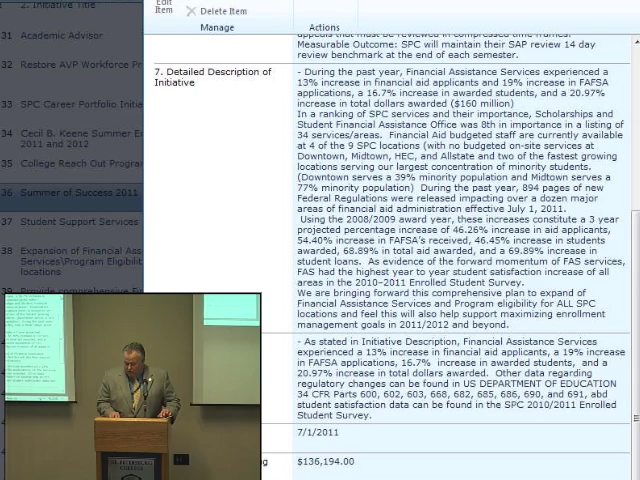 Edit
Item
Delete Item
Manage
Actions
2. Initiative Title
31 Academic Advisor
32 Restore AVP Workforce Pr
33 SPC Career Portfolio Initia
34 Cecil B. Keene Summer E
2011 and 2012
35 College Reach Out Program
36 Summer of Success 2011
37 Student Support Services
38 Expansion of Financial Ass
Services\Program Eligibilit
locations
39 Provide comprehensive F
appeals that must be reviewed in compressed time frames.
Measurable Outcome: SPC will maintain their SAP review 14 day
review benchmark at the end of each semester.
7. Detailed Description of
Initiative
- During the past year, Financial Assistance Services experienced a
13% increase in financial aid applicants and 19% increase in FAFSA
applications, a 16.7% increase in awarded students, and a 20.97%
increase in total dollars awarded ($160 million)
In a ranking of SPC services and their importance, Scholarships and
Student Financial Assistance Office was 8th in importance in a listing of
34 services/areas. Financial Aid budgeted staff are currently available
at 4 of the 9 SPC locations (with no budgeted on-site services at
Downtown, Midtown, HEC, and Allstate and two of the fastest growing
locations serving our largest concentration of minority students.
(Downtown serves a 39% minority population and Midtown serves a
77% minority population) During the past year, 894 pages of new
Federal Regulations were released impacting over a dozen major
areas of financial aid administration effective July 1, 2011.
Using the 2008/2009 award year, these increases constitute a 3 year
projected percentage increase of 46.26% increase in aid applicants,
54.40% increase in FAFSA's received, 46.45% increase in students
awarded, 68.89% in total aid awarded, and a 69.89% increase in
student loans. As evidence of the forward momentum of FAS services,
FAS had the highest year to year student satisfaction increase of all
areas in the 2010-2011 Enrolled Student Survey.
We are bringing forward this comprehensive plan to expand of
Financial Assistance Services and Program eligibility for ALL SPC
locations and feel this will also help support maximizing enrollment
management goals in 2011/2012 and beyond.
- As stated in Initiative Description, Financial Assistance Services
experienced a 13% increase in financial aid applicants, a 19% increase
in FAFSA applications, 16.7% increase in awarded students, and a
20.97% increase in total dollars awarded. Other data regarding
regulatory changes can be found in US DEPARTMENT OF EDUCATION
34 CFR Parts 600, 602, 603, 668, 682, 685, 686, 690, and 691, abd
student satisfaction data can be found in the SPC 2010/2011 Enrolled
Student Survey.
7/1/2011
$136,194.00
ST. PETERSBURG
COLLEGE